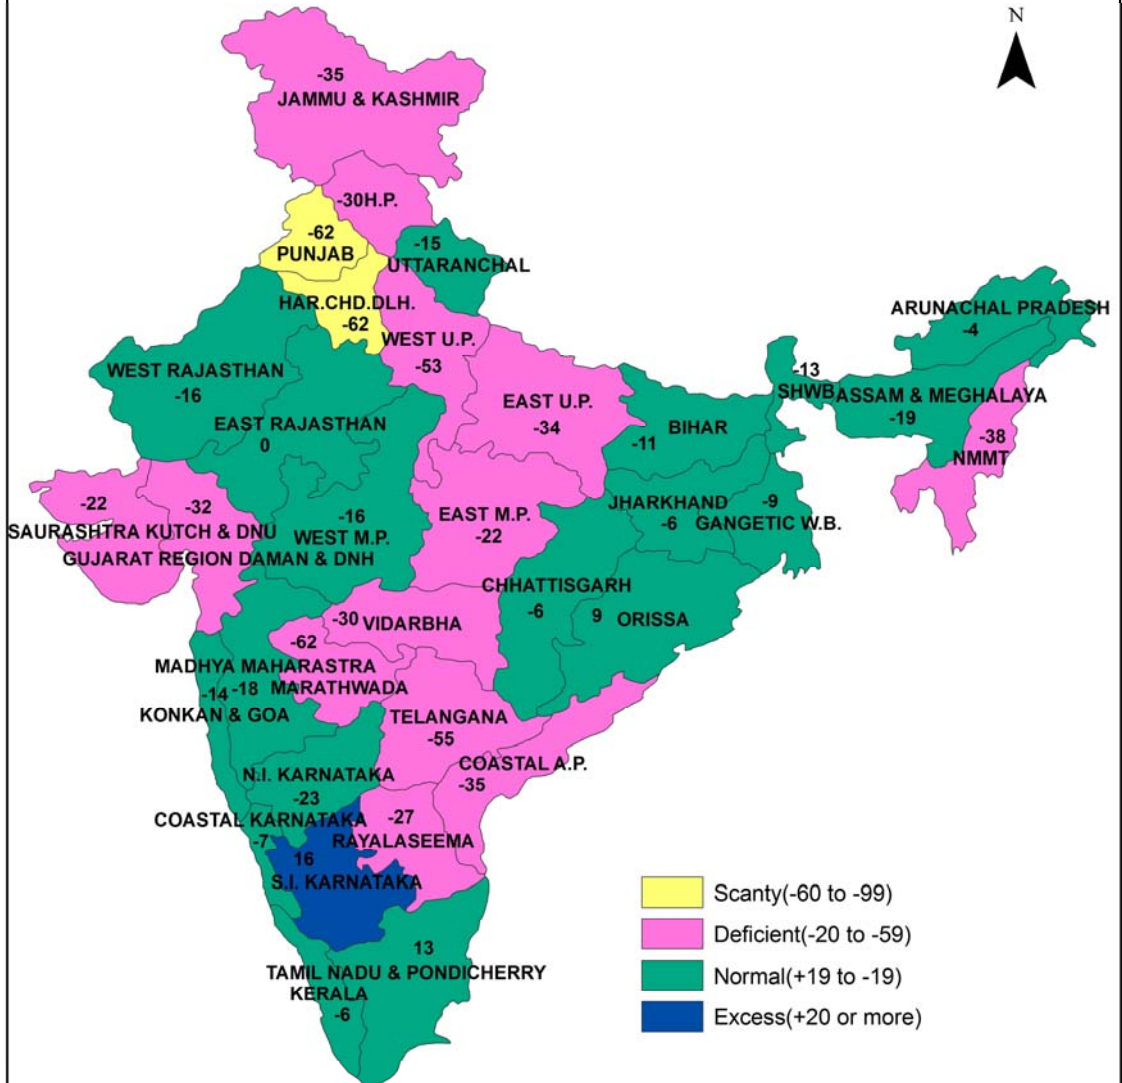 N
-35
JAMMU & KASHMIR
-30H.P.
-62
PUNJAB
-15
UTTARANCHAL
HAR.CHD.DLH.
-62
WEST U.P.
-53
ARUNACHAL PRADESH
-4
WEST RAJASTHAN
-16
EAST RAJASTHAN
0
EAST U.P.
-34
BIHAR
-11
-13
SHWB
ASSAM & MEGHALAYA
-19
-38
NMMT
-22
SAURASHTRA KUTCH & DNU
-32
GUJARAT REGION DAMAN & DNH
-16
WEST M.P.
EAST M.P.
-22
JHARKHAND
-6
-9
GANGETIC W.B.
CHHATTISGARH
-6
9
ORISSA
-30
VIDARBHA
-62
MADHYA MAHARASTRA
MARATHWADA
-14
-18
KONKAN & GOA
TELANGANA
-55
COASTAL A.P.
-35
N.I. KARNATAKA
-23
COASTAL KARNATAKA
-7
-27
RAYALASEEMA
16
S.I. KARNATAKA
13
TAMIL NADU & PONDICHERRY
KERALA
-6
Scanty(-60 to -99)
Deficient(-20 to -59)
Normal(+19 to -19)
Excess(+20 or more)